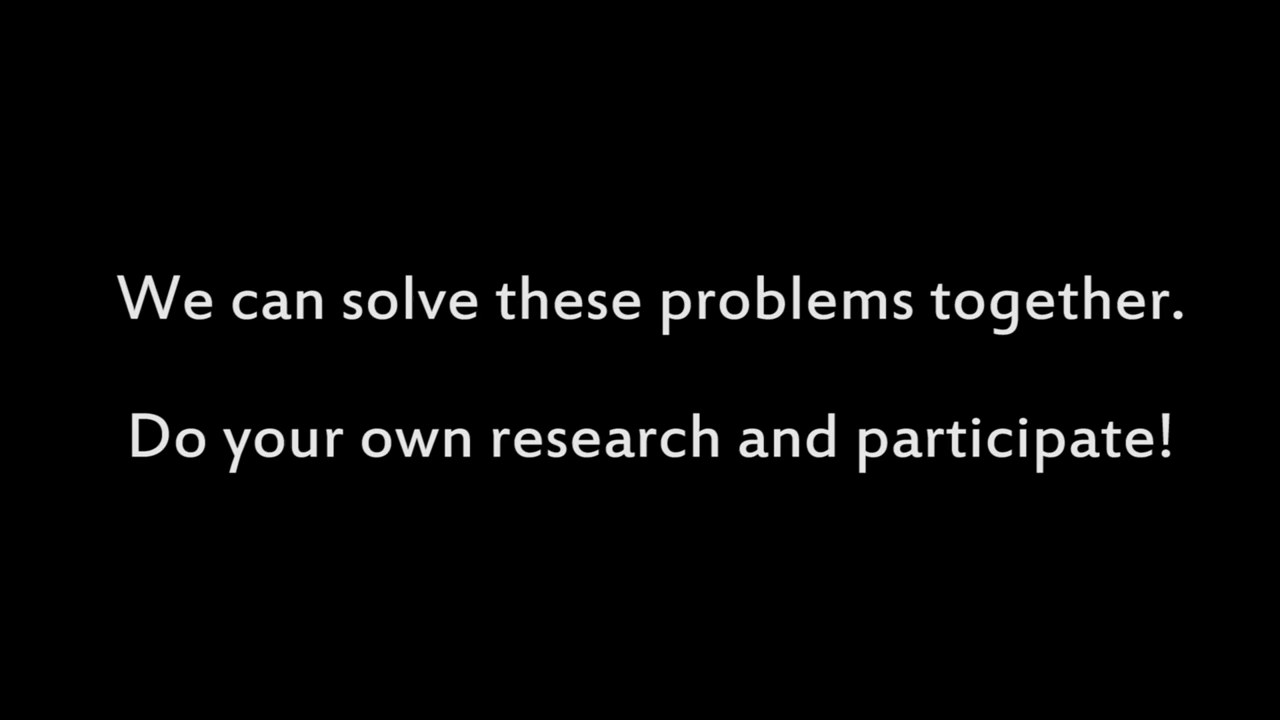 We can solve these problems together.
Do your own research and participate!